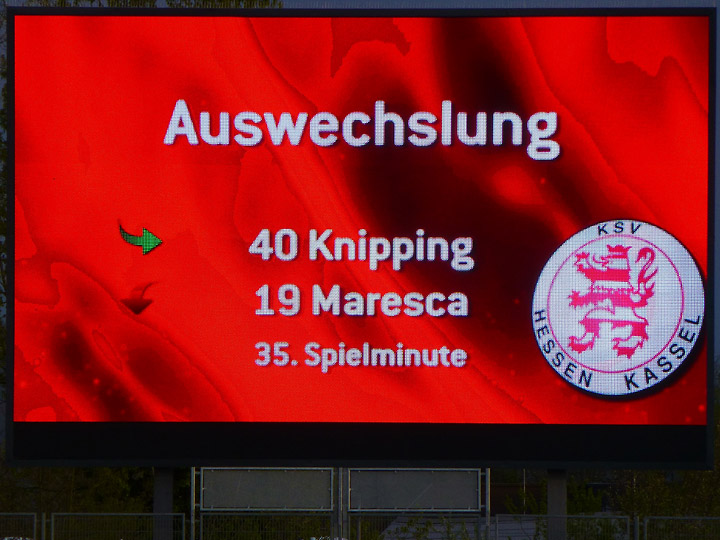 Auswechslung
40 Knipping
19 Maresca
35. Spielminute
KSV
HESSEN KASSEL